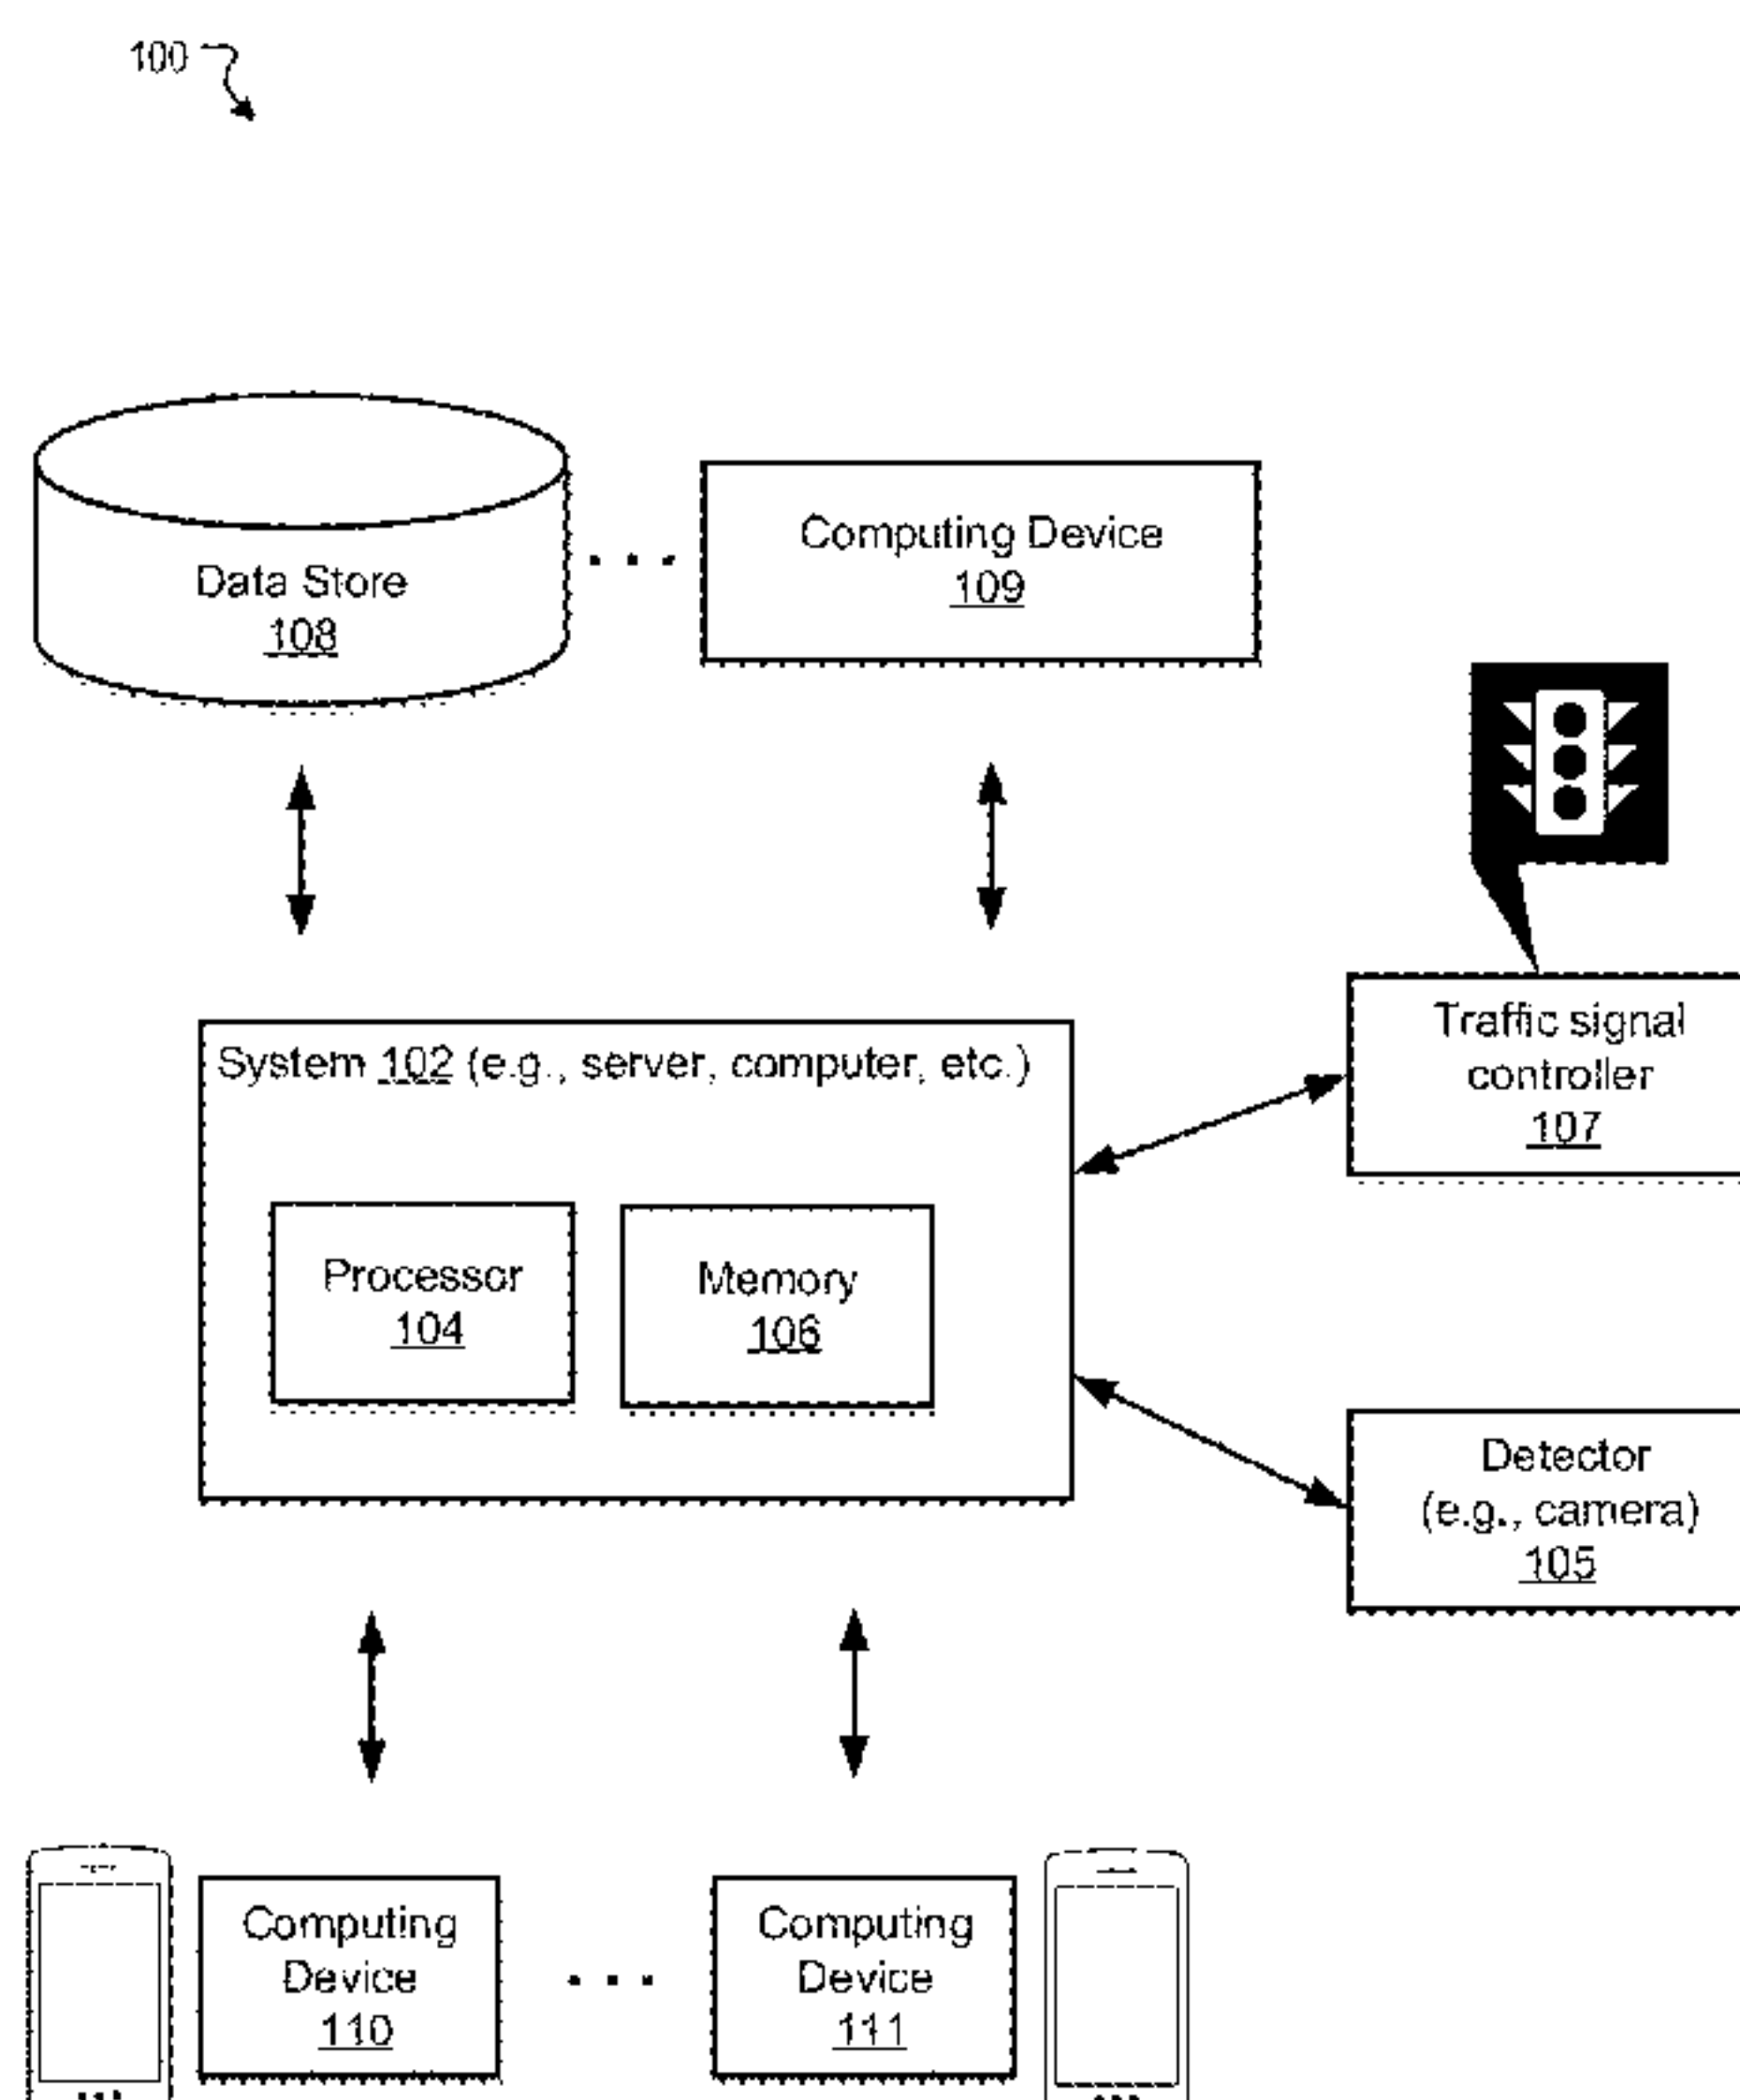 100
Data Store
108
. . .
Computing Device
109
System 102 (e.g., server, computer, etc.)
Traffic signal
controller
107
Processor
104
Memory
106
Detector
(e.g., camera)
105
Computing
Device
110
. . .
Computing
Device
111